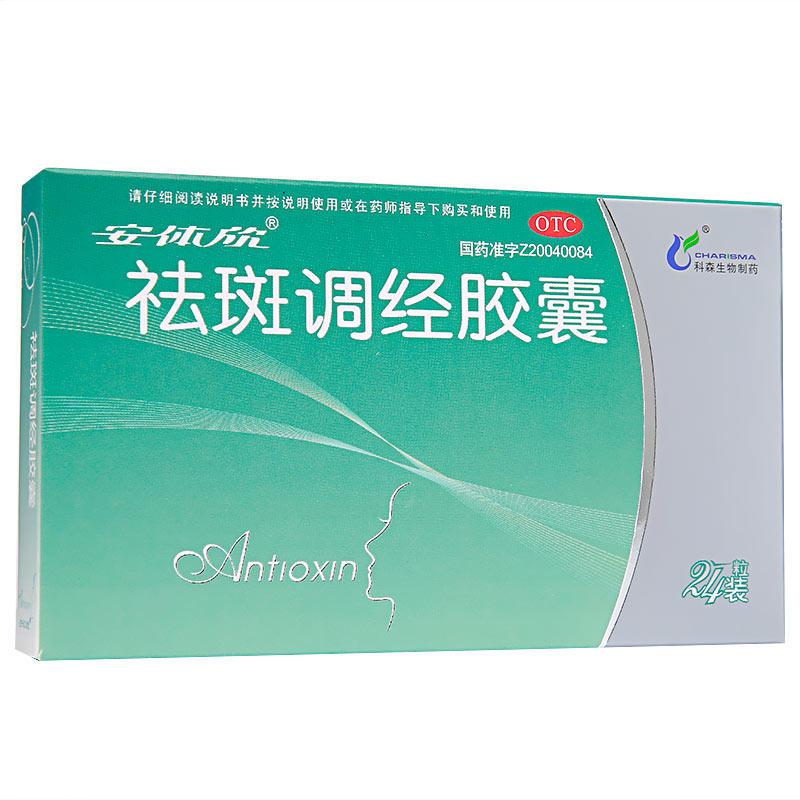 请仔细阅读说明书并按说明使用或在药师指导下购买和使用
OTC
安体欣®
国药准字Z20040084
祛斑调经胶囊
Antioxin
®
CHARISMA
科森生物制药
24粒装
祛斑调经胶囊
Antioxin